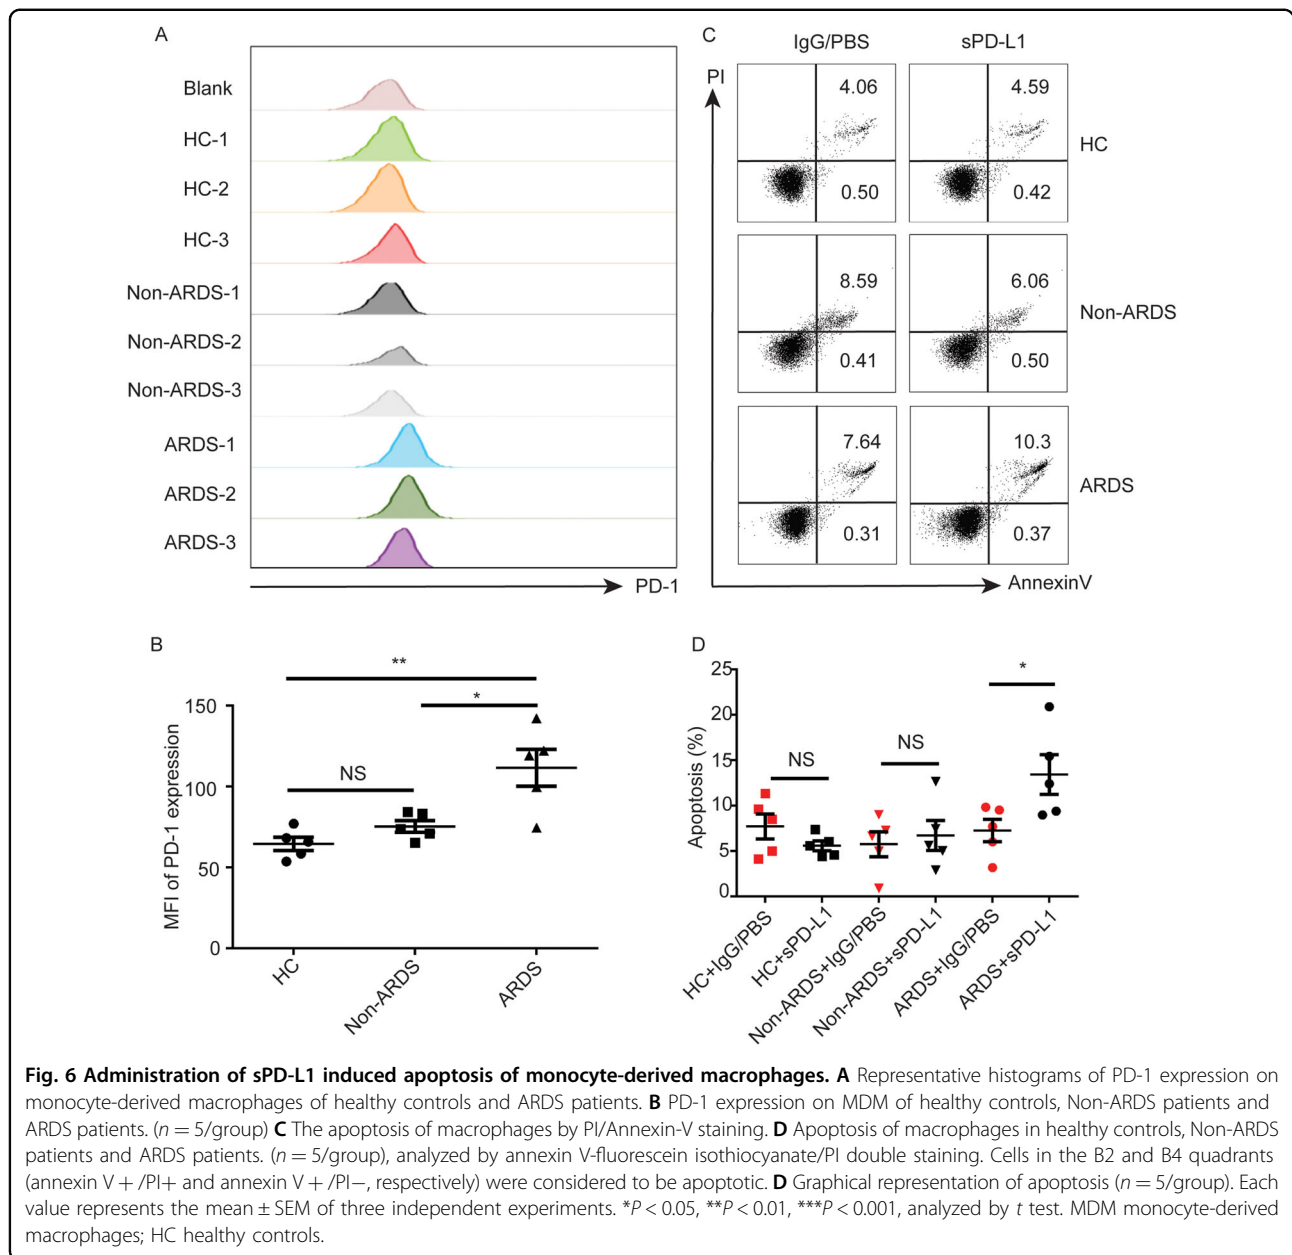 A
Blank
HC-1
HC-2
HC-3
Non-ARDS-1
Non-ARDS-2
Non-ARDS-3
ARDS-1
ARDS-2
ARDS-3
PD-1
C
IgG/PBS sPD-L1
PI
4.06 4.59
HC
0.50 0.42
8.59 6.06
Non-ARDS
0.41 0.50
7.64 10.3
ARDS
0.31 0.37
AnnexinV
B
**
*
NS
150
100
50
0
MFI of PD-1 expression
HC
Non-ARDS
ARDS
D
25
20
15
10
5
0
Apoptosis (%)
NS
NS
*
HC+IgG/PBS
HC+sPD-L1
Non-ARDS+IgG/PBS
Non-ARDS+sPD-L1
ARDS+IgG/PBS
ARDS+sPD-L1
Fig. 6 Administration of sPD-L1 induced apoptosis of monocyte-derived macrophages. A Representative histograms of PD-1 expression on
monocyte-derived macrophages of healthy controls and ARDS patients. B PD-1 expression on MDM of healthy controls, Non-ARDS patients and
ARDS patients. (n = 5/group) C The apoptosis of macrophages by PI/Annexin-V staining. D Apoptosis of macrophages in healthy controls, Non-ARDS
patients and ARDS patients. (n = 5/group), analyzed by annexin V-fluorescein isothiocyanate/PI double staining. Cells in the B2 and B4 quadrants
(annexin V + /PI+ and annexin V + /PI−, respectively) were considered to be apoptotic. D Graphical representation of apoptosis (n = 5/group). Each
value represents the mean ± SEM of three independent experiments. *P < 0.05, **P < 0.01, ***P < 0.001, analyzed by t test. MDM monocyte-derived
macrophages; HC healthy controls.